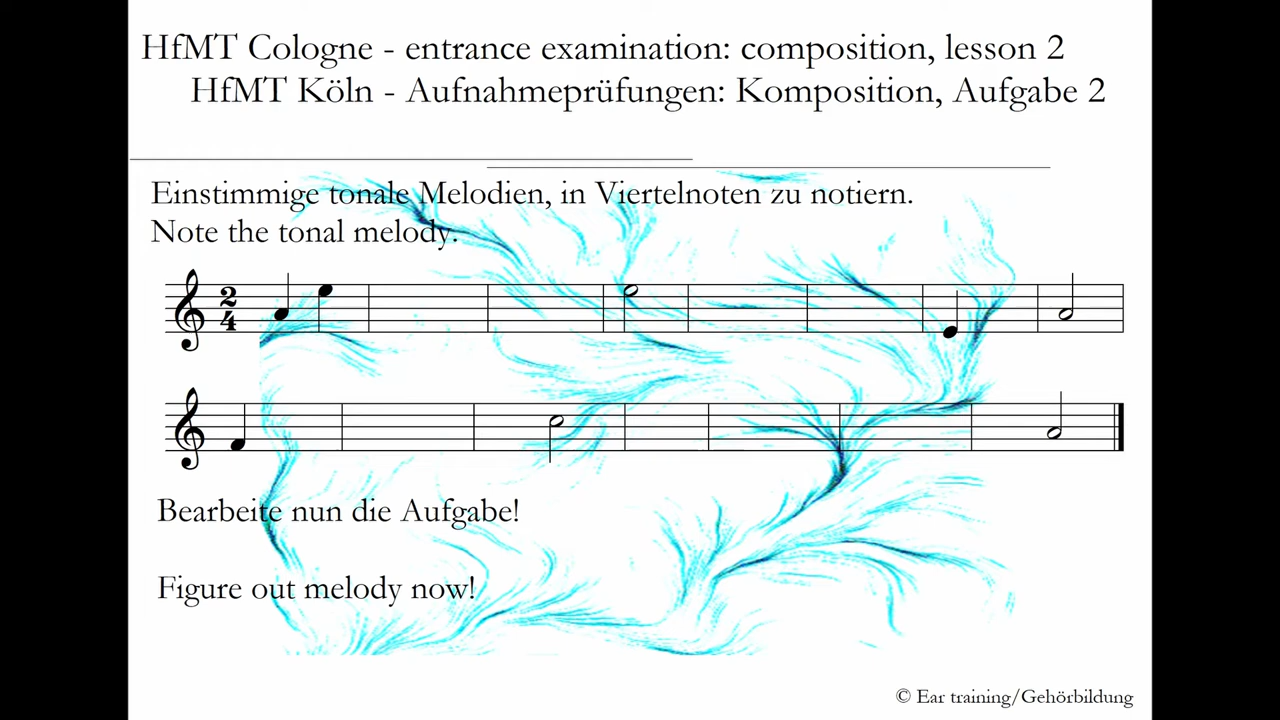 HfMT Cologne - entrance examination: composition, lesson 2
HfMT Köln - Aufnahmeprüfungen: Komposition, Aufgabe 2
Einstimmige tonale Melodien, in Viertelnoten zu notiern.
Note the tonal melody.
2
4
Bearbeite nun die Aufgabe!
Figure out melody now!
© Ear training/Gehörbildung